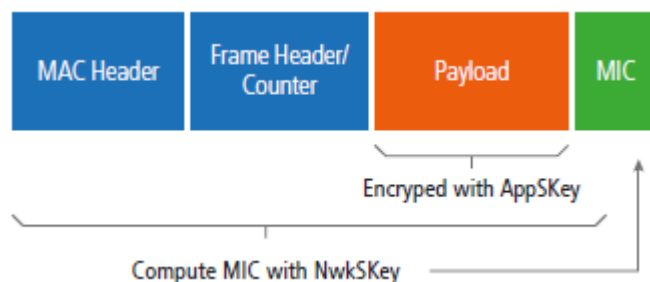 MAC Header
Frame Header/
Counter
Payload
MIC
Encryped with AppSKey
Compute MIC with NwkSKey